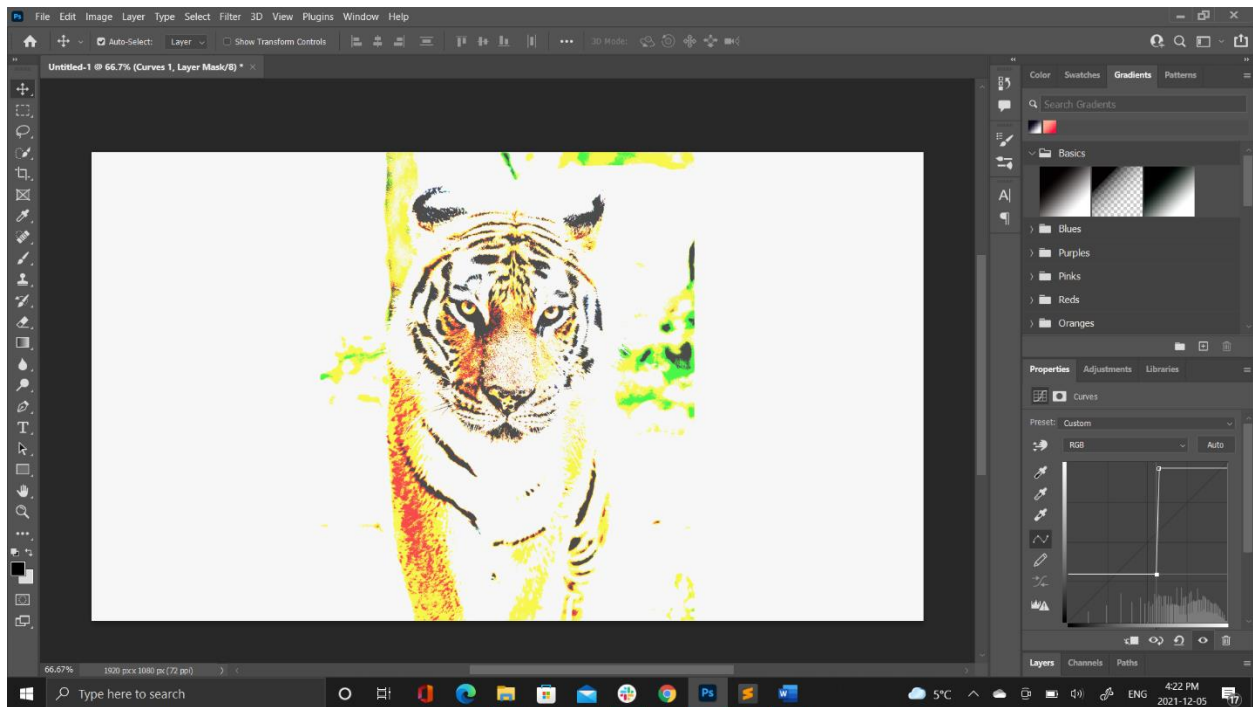 Ps File Edit Image Layer Type Select Filter 3D View Plugins Window Help
Auto-Select: Layer Show Transform Controls 3D Mode:
Untitled-1 @ 66.7% (Curves 1, Layer Mask/8) * ×
Color Swatches Gradients Patterns
Search Gradients
Basics
Blues
Purples
Pinks
Reds
Oranges
Properties Adjustments Libraries
Curves
Preset: Custom
RGB Auto
66.67% 1920 px x 1080 px (72 ppi)
Layers Channels Paths
Type here to search
Ps
5°C
ENG
4:22 PM
2021-12-05
17